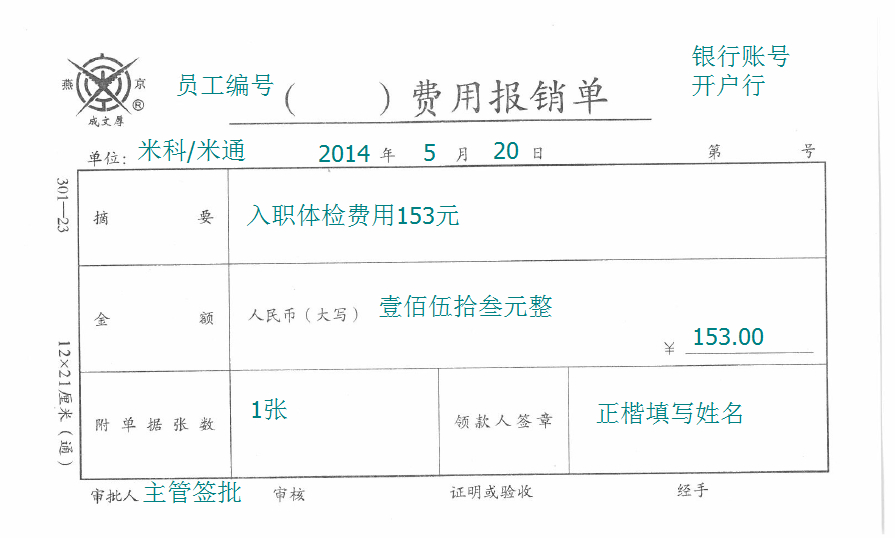 燕 京
®
成文厚
员工编号
( ) 费用报销单
银行账号
开户行
单位: 米科/米通 2014 年 5 月 20 日 第 号
摘 要 入职体检费用153元
金 额 人民币(大写) 壹佰伍拾叁元整
¥ 153.00
附单据张数 1张 领款人签章 正楷填写姓名
审批人 主管签批 审核 证明或验收 经手
301—23
12×21厘米(通)